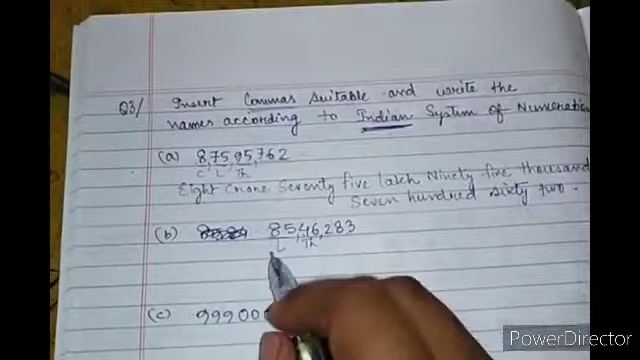 Q3/ Insert Commas suitable and write the
names according to Indian System of Numeration
(a) 8,75,95,762
C L Th
Eight Crore Seventy five lakh Ninety five thousand
Seven hundred sixty two.
(b) 85,46,283
L Th
(c) 99900
PowerDirector